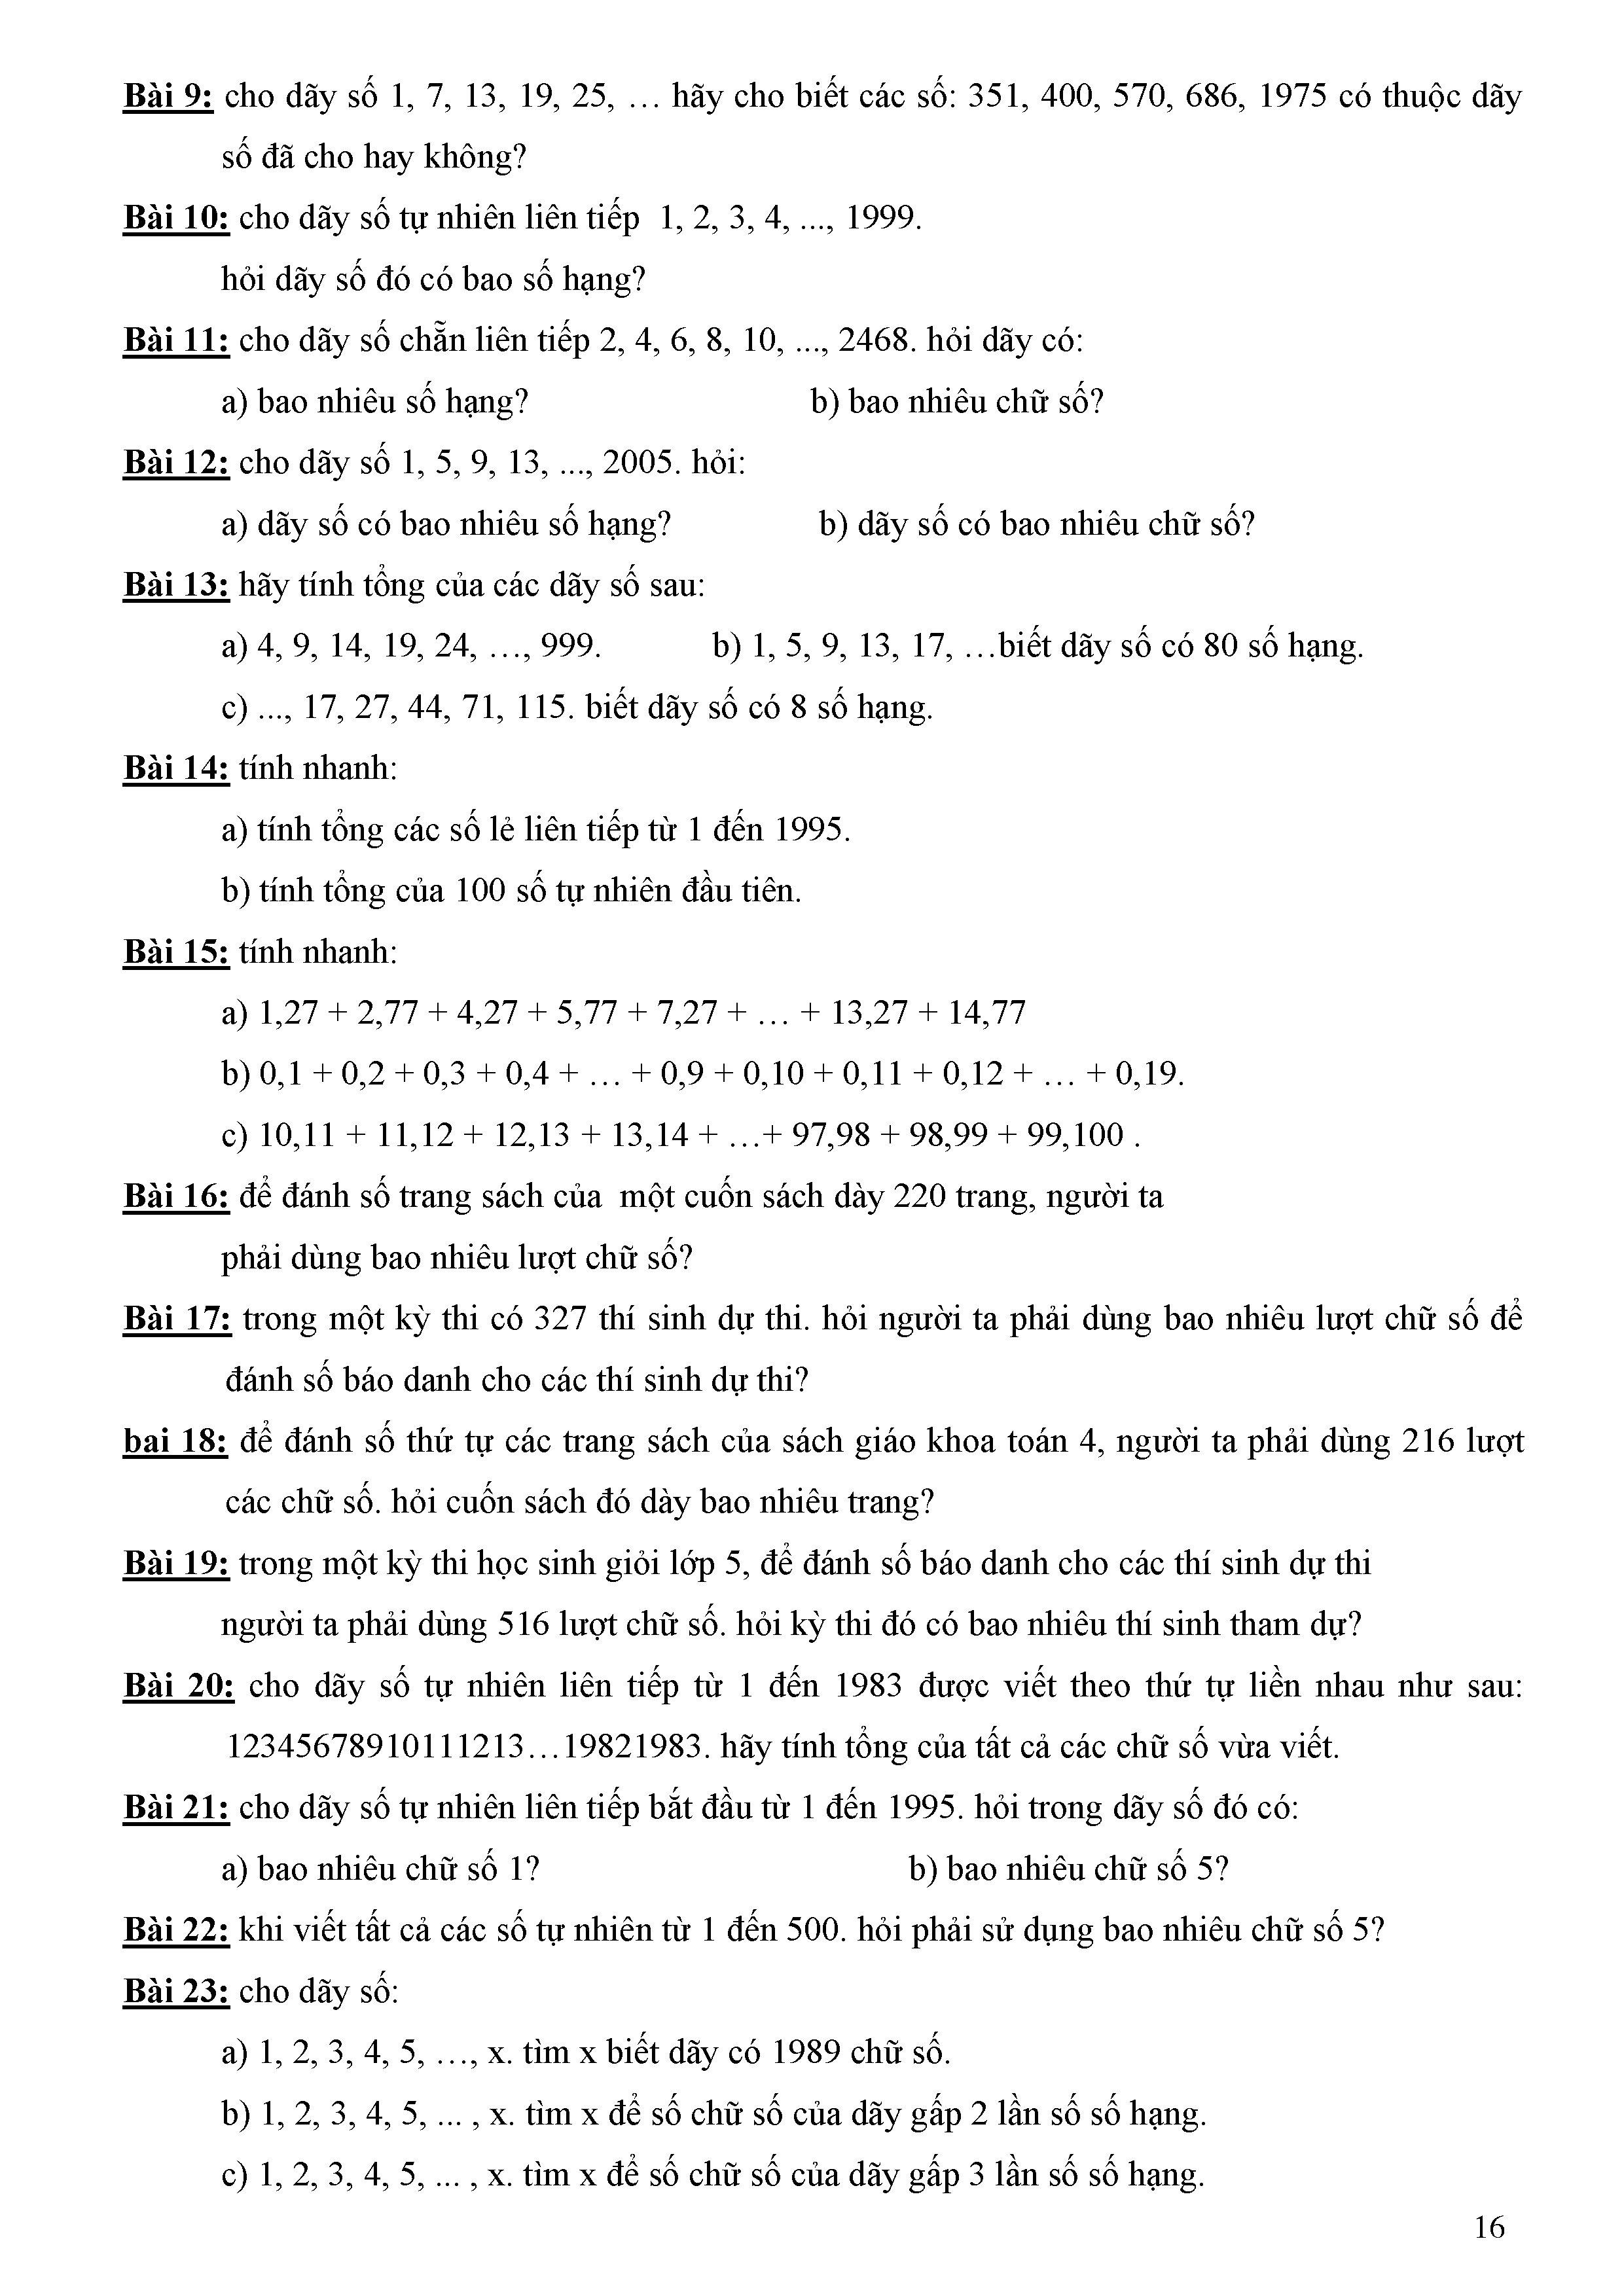 Bài 9: cho dãy số 1, 7, 13, 19, 25, … hãy cho biết các số: 351, 400, 570, 686, 1975 có thuộc dãy
số đã cho hay không?
Bài 10: cho dãy số tự nhiên liên tiếp 1, 2, 3, 4, ..., 1999.
hỏi dãy số đó có bao số hạng?
Bài 11: cho dãy số chẵn liên tiếp 2, 4, 6, 8, 10, ..., 2468. hỏi dãy có:
a) bao nhiêu số hạng? b) bao nhiêu chữ số?
Bài 12: cho dãy số 1, 5, 9, 13, ..., 2005. hỏi:
a) dãy số có bao nhiêu số hạng? b) dãy số có bao nhiêu chữ số?
Bài 13: hãy tính tổng của các dãy số sau:
a) 4, 9, 14, 19, 24, …, 999. b) 1, 5, 9, 13, 17, …biết dãy số có 80 số hạng.
c) ..., 17, 27, 44, 71, 115. biết dãy số có 8 số hạng.
Bài 14: tính nhanh:
a) tính tổng các số lẻ liên tiếp từ 1 đến 1995.
b) tính tổng của 100 số tự nhiên đầu tiên.
Bài 15: tính nhanh:
a) 1,27 + 2,77 + 4,27 + 5,77 + 7,27 + … + 13,27 + 14,77
b) 0,1 + 0,2 + 0,3 + 0,4 + … + 0,9 + 0,10 + 0,11 + 0,12 + … + 0,19.
c) 10,11 + 11,12 + 12,13 + 13,14 + …+ 97,98 + 98,99 + 99,100 .
Bài 16: để đánh số trang sách của một cuốn sách dày 220 trang, người ta
phải dùng bao nhiêu lượt chữ số?
Bài 17: trong một kỳ thi có 327 thí sinh dự thi. hỏi người ta phải dùng bao nhiêu lượt chữ số để
đánh số báo danh cho các thí sinh dự thi?
bai 18: để đánh số thứ tự các trang sách của sách giáo khoa toán 4, người ta phải dùng 216 lượt
các chữ số. hỏi cuốn sách đó dày bao nhiêu trang?
Bài 19: trong một kỳ thi học sinh giỏi lớp 5, để đánh số báo danh cho các thí sinh dự thi
người ta phải dùng 516 lượt chữ số. hỏi kỳ thi đó có bao nhiêu thí sinh tham dự?
Bài 20: cho dãy số tự nhiên liên tiếp từ 1 đến 1983 được viết theo thứ tự liền nhau như sau:
12345678910111213…19821983. hãy tính tổng của tất cả các chữ số vừa viết.
Bài 21: cho dãy số tự nhiên liên tiếp bắt đầu từ 1 đến 1995. hỏi trong dãy số đó có:
a) bao nhiêu chữ số 1? b) bao nhiêu chữ số 5?
Bài 22: khi viết tất cả các số tự nhiên từ 1 đến 500. hỏi phải sử dụng bao nhiêu chữ số 5?
Bài 23: cho dãy số:
a) 1, 2, 3, 4, 5, …, x. tìm x biết dãy có 1989 chữ số.
b) 1, 2, 3, 4, 5, ... , x. tìm x để số chữ số của dãy gấp 2 lần số số hạng.
c) 1, 2, 3, 4, 5, ... , x. tìm x để số chữ số của dãy gấp 3 lần số số hạng.
16